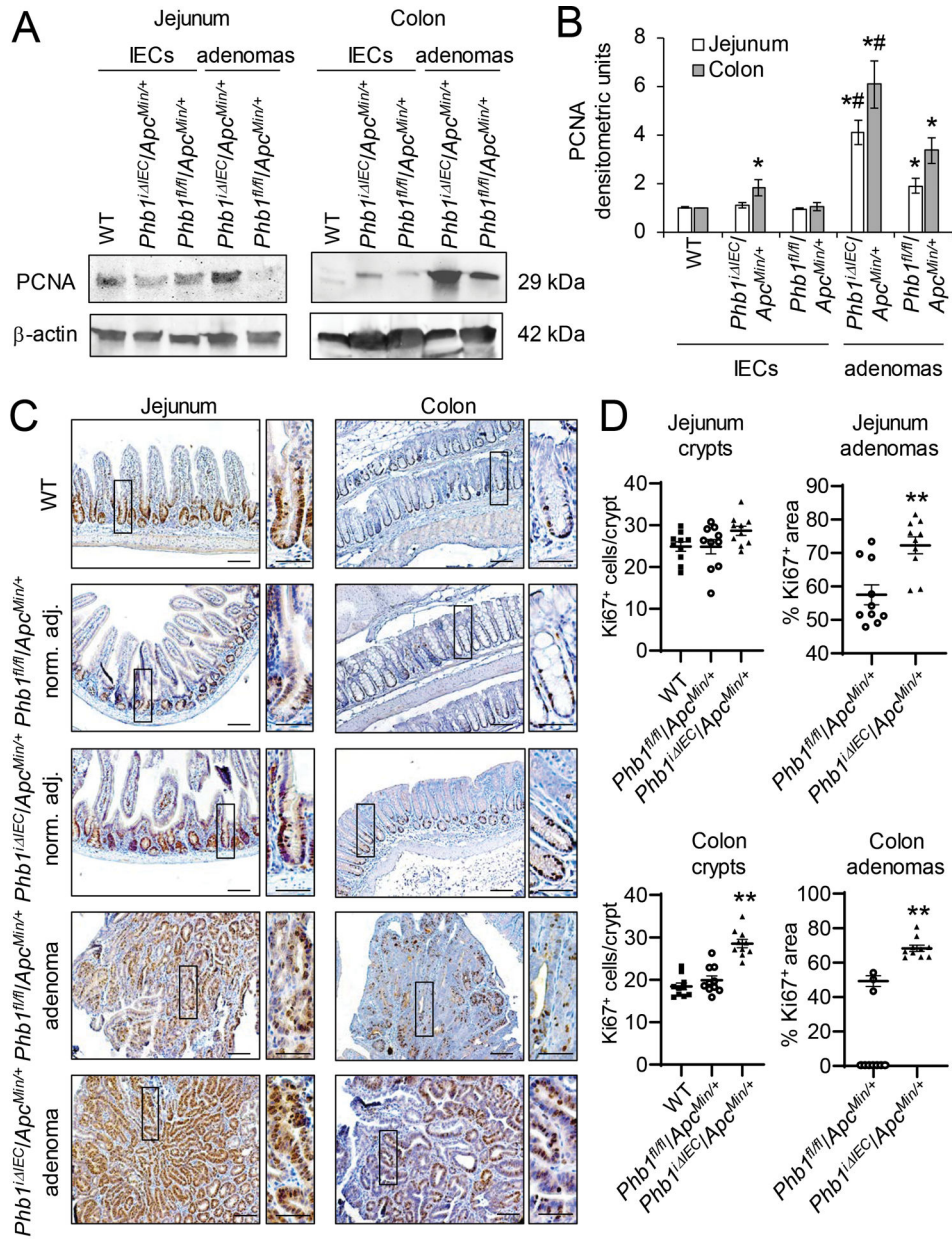 A
Jejunum
Colon
IECs
adenomas
IECs
adenomas
WT
Phb1iΔIEC/ApcMin/+
Phb1fl/fl/ApcMin/+
Phb1iΔIEC/ApcMin/+
Phb1fl/fl/ApcMin/+
WT
Phb1iΔIEC/ApcMin/+
Phb1fl/fl/ApcMin/+
Phb1iΔIEC/ApcMin/+
Phb1fl/fl/ApcMin/+
PCNA
29 kDa
β-actin
42 kDa
B
PCNA
densitometric units
8
6
4
2
0
Jejunum
Colon
*
*#
*#
*
*
WT
Phb1iΔIEC/
ApcMin/+
Phb1fl/fl/
ApcMin/+
Phb1iΔIEC/
ApcMin/+
Phb1fl/fl/
ApcMin/+
IECs
adenomas
C
Jejunum
Colon
WT
Phb1fl/fl/ApcMin/+
norm. adj.
Phb1iΔIEC/ApcMin/+
norm. adj.
Phb1fl/fl/ApcMin/+
adenoma
Phb1iΔIEC/ApcMin/+
adenoma
D
Jejunum
crypts
Ki67+ cells/crypt
40
30
20
10
0
WT
Phb1fl/fl/ApcMin/+
Phb1iΔIEC/ApcMin/+
Jejunum
adenomas
% Ki67+ area
90
80
70
60
50
40
**
Phb1fl/fl/ApcMin/+
Phb1iΔIEC/ApcMin/+
Colon
crypts
Ki67+ cells/crypt
40
30
20
10
0
**
WT
Phb1fl/fl/ApcMin/+
Phb1iΔIEC/ApcMin/+
Colon
adenomas
% Ki67+ area
100
80
60
40
20
0
**
Phb1fl/fl/ApcMin/+
Phb1iΔIEC/ApcMin/+